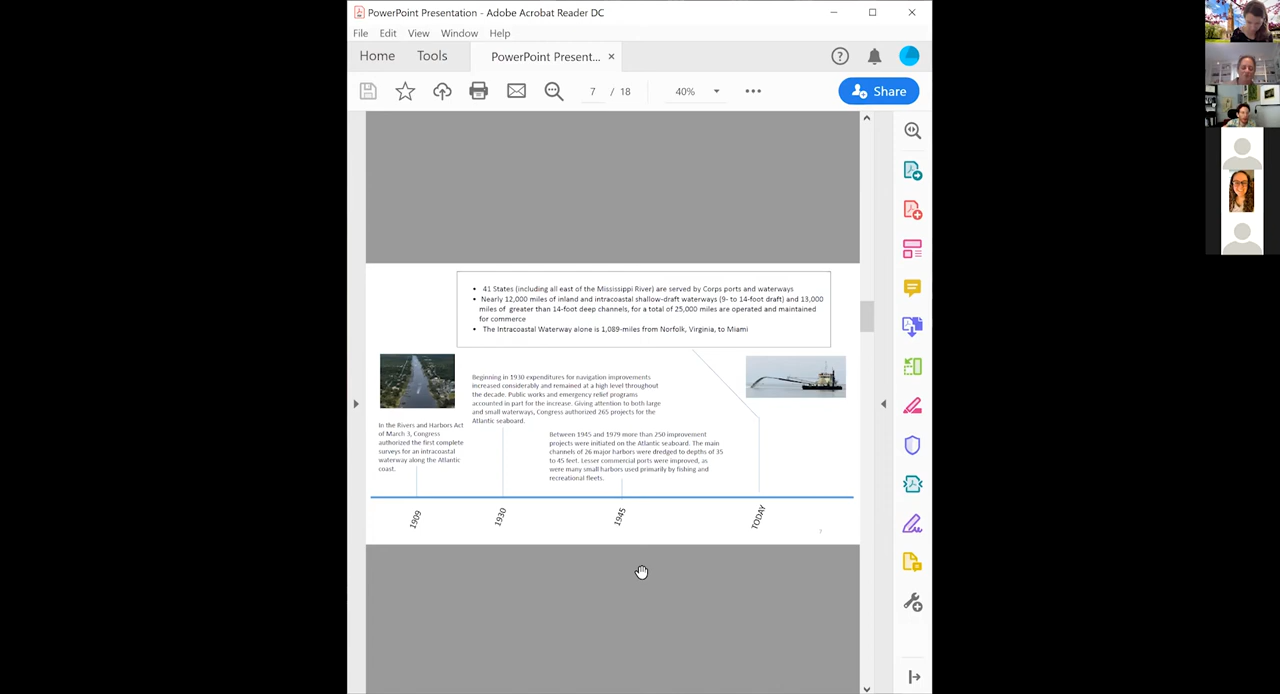 PowerPoint Presentation - Adobe Acrobat Reader DC
File Edit View Window Help
Home Tools PowerPoint Present... ×
7 / 18 40% Share
• 41 States (including all east of the Mississippi River) are served by Corps ports and waterways
• Nearly 12,000 miles of inland and intracoastal shallow-draft waterways (9- to 14-foot draft) and 13,000
miles of greater than 14-foot deep channels, for a total of 25,000 miles are operated and maintained
for commerce
• The Intracoastal Waterway alone is 1,089-miles from Norfolk, Virginia, to Miami
In the Rivers and Harbors Act
of March 3, Congress
authorized the first complete
surveys for an intracoastal
waterway along the Atlantic
coast.
Beginning in 1930 expenditures for navigation improvements
increased considerably and remained at a high level throughout
the decade. Public works and emergency relief programs
accounted in part for the increase. Giving attention to both large
and small waterways, Congress authorized 265 projects for the
Atlantic seaboard.
Between 1945 and 1979 more than 250 improvement
projects were initiated on the Atlantic seaboard. The main
channels of 26 major harbors were dredged to depths of 35
to 45 feet. Lesser commercial ports were improved, as
were many small harbors used primarily by fishing and
recreational fleets.
1909
1930
1945
TODAY
7